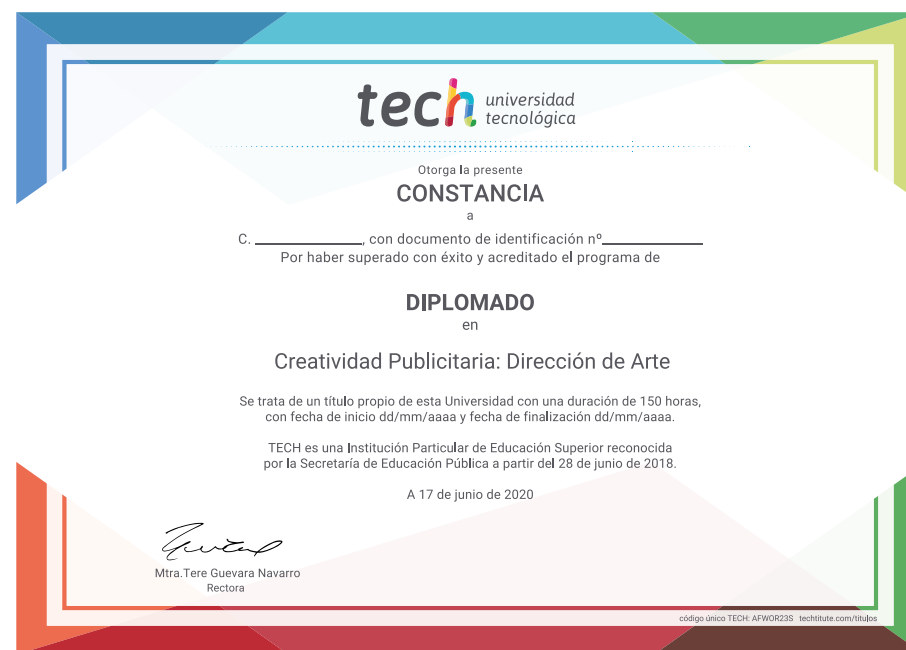 tech universidad
tecnológica
Otorga la presente
CONSTANCIA
a
C. ____________, con documento de identificación nº____________
Por haber superado con éxito y acreditado el programa de
DIPLOMADO
en
Creatividad Publicitaria: Dirección de Arte
Se trata de un título propio de esta Universidad con una duración de 150 horas,
con fecha de inicio dd/mm/aaaa y fecha de finalización dd/mm/aaaa.
TECH es una Institución Particular de Educación Superior reconocida
por la Secretaría de Educación Pública a partir del 28 de junio de 2018.
A 17 de junio de 2020
Mtra.Tere Guevara Navarro
Rectora
código único TECH: AFWOR23S techtitute.com/titulos